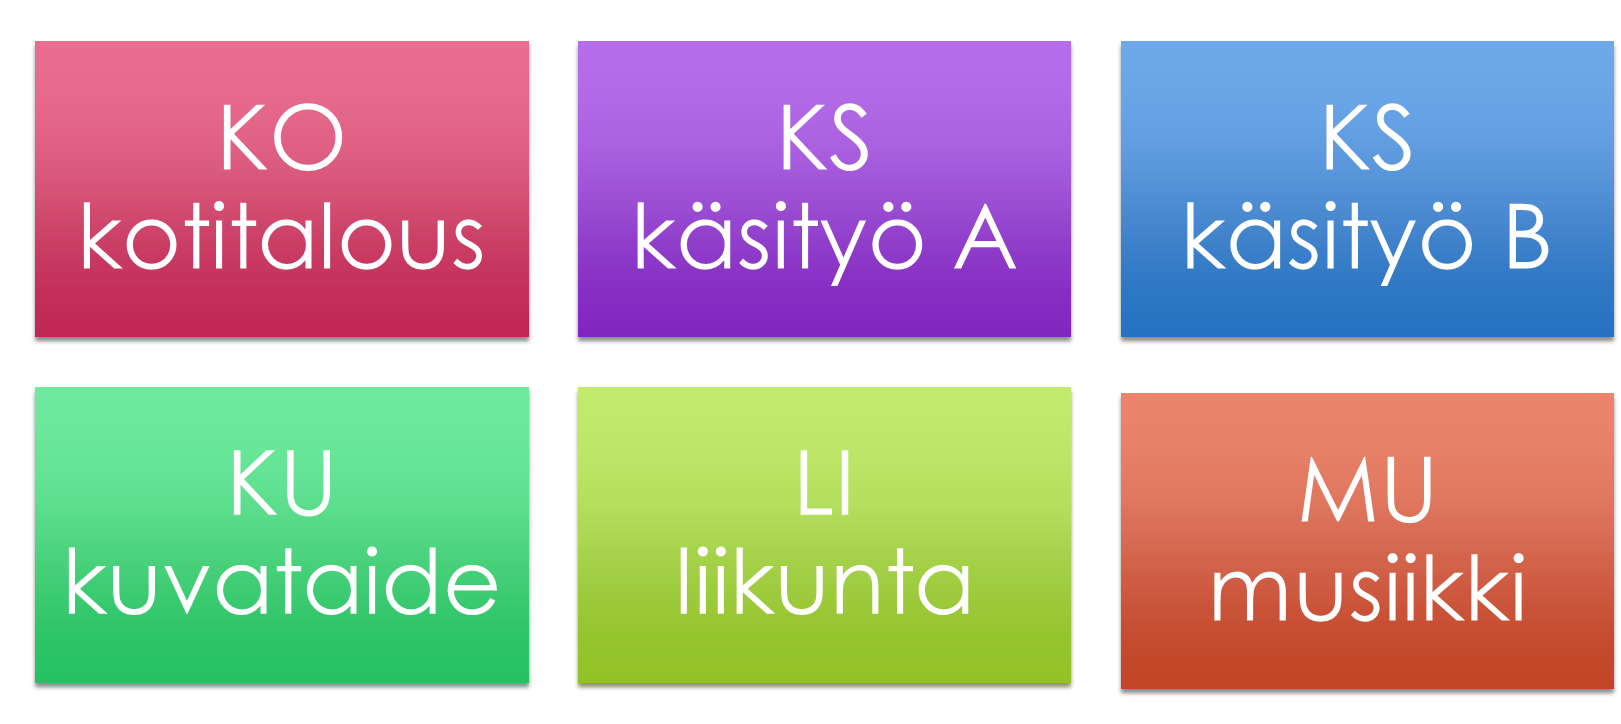 KO
kotitalous
KS
käsityö A
KS
käsityö B
KU
kuvataide
LI
liikunta
MU
musiikki